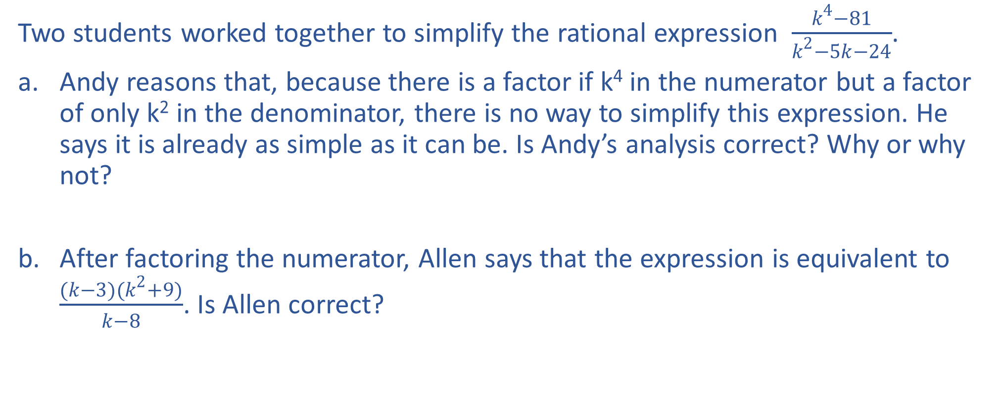 Two students worked together to simplify the rational expression $\frac{k^4-81}{k^2-5k-24}$.
a. Andy reasons that, because there is a factor if k⁴ in the numerator but a factor
of only k² in the denominator, there is no way to simplify this expression. He
says it is already as simple as it can be. Is Andy’s analysis correct? Why or why
not?
b. After factoring the numerator, Allen says that the expression is equivalent to
$\frac{(k-3)(k^2+9)}{k-8}$. Is Allen correct?